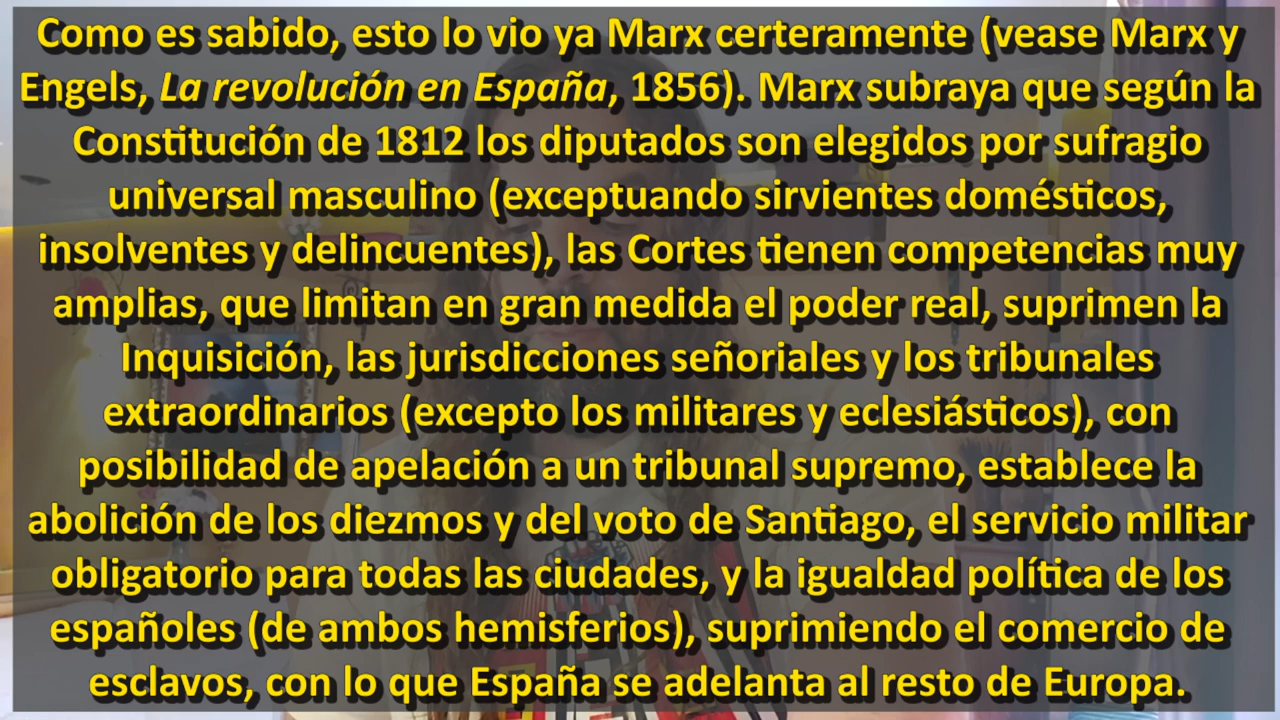 Como es sabido, esto lo vio ya Marx certeramente (vease Marx y
Engels, La revolución en España, 1856). Marx subraya que según la
Constitución de 1812 los diputados son elegidos por sufragio
universal masculino (exceptuando sirvientes domésticos,
insolventes y delincuentes), las Cortes tienen competencias muy
amplias, que limitan en gran medida el poder real, suprimen la
Inquisición, las jurisdicciones señoriales y los tribunales
extraordinarios (excepto los militares y eclesiásticos), con
posibilidad de apelación a un tribunal supremo, establece la
abolición de los diezmos y del voto de Santiago, el servicio militar
obligatorio para todas las ciudades, y la igualdad política de los
españoles (de ambos hemisferios), suprimiendo el comercio de
esclavos, con lo que España se adelanta al resto de Europa.